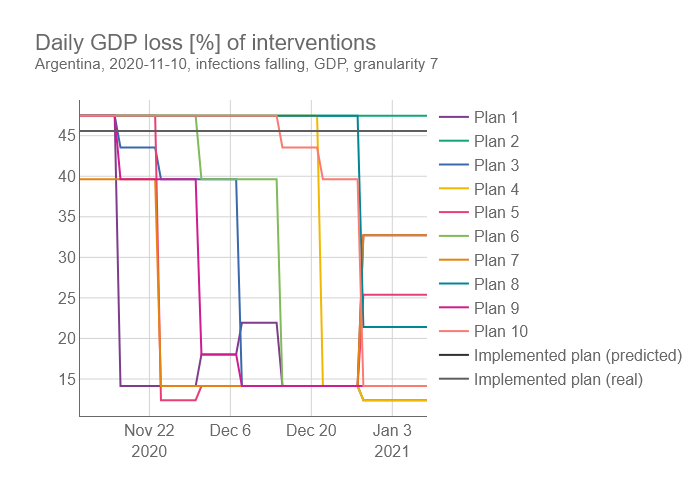 Daily GDP loss [%] of interventions
Argentina, 2020-11-10, infections falling, GDP, granularity 7
45
40
35
30
25
20
15
Nov 22
2020
Dec 6
Dec 20
Jan 3
2021
Plan 1
Plan 2
Plan 3
Plan 4
Plan 5
Plan 6
Plan 7
Plan 8
Plan 9
Plan 10
Implemented plan (predicted)
Implemented plan (real)